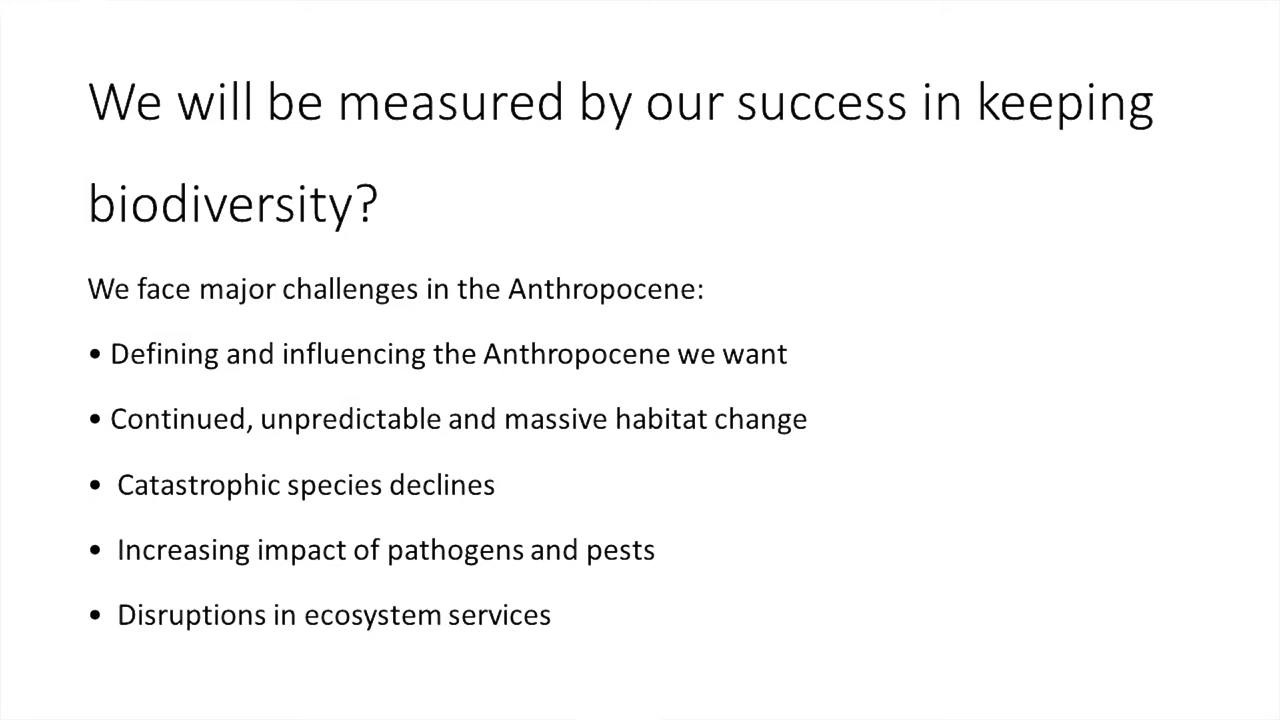 We will be measured by our success in keeping
biodiversity?
We face major challenges in the Anthropocene:
• Defining and influencing the Anthropocene we want
• Continued, unpredictable and massive habitat change
• Catastrophic species declines
• Increasing impact of pathogens and pests
• Disruptions in ecosystem services